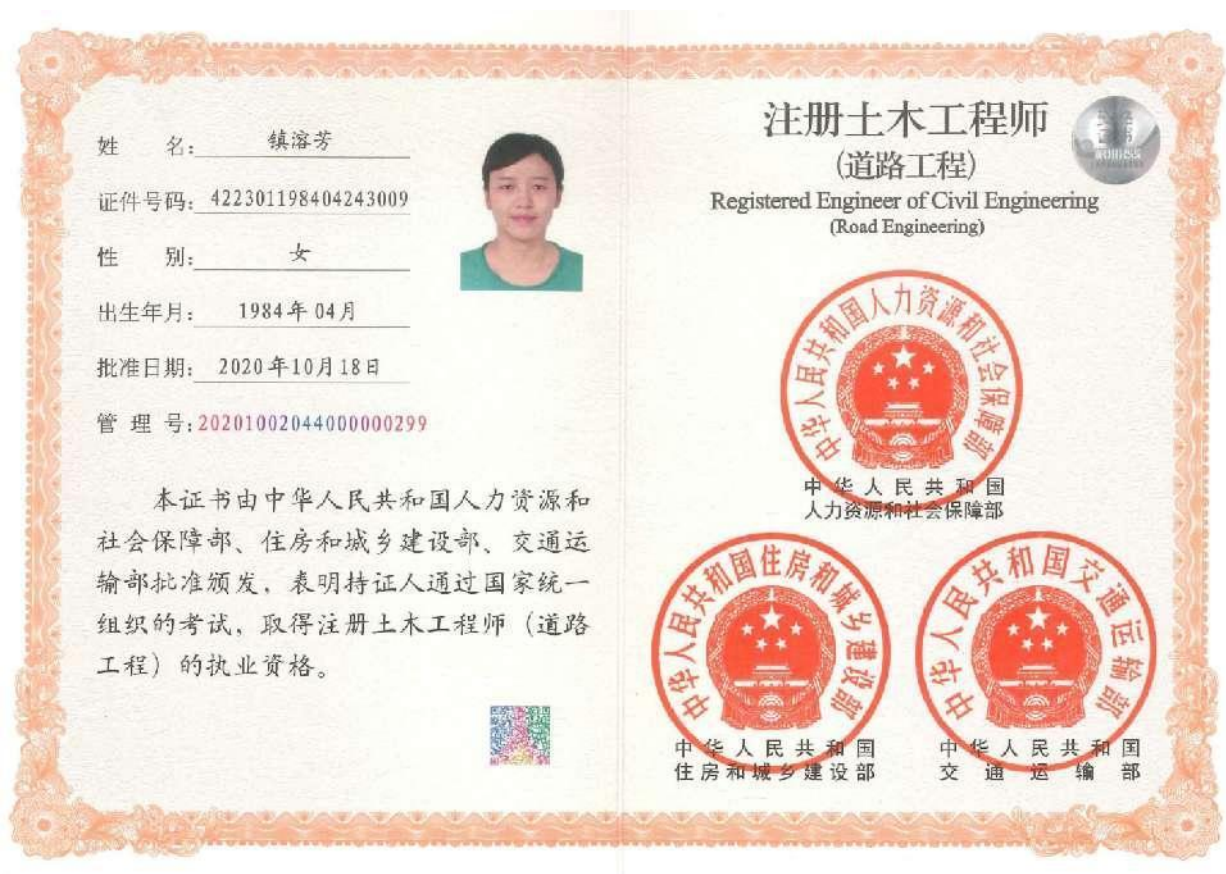 姓 名: 镇溶芳
证件号码: 422301198404243009
性 别: 女
出生年月: 1984年04月
批准日期: 2020年10月18日
管 理 号: 20201002044000000299
本证书由中华人民共和国人力资源和
社会保障部、住房和城乡建设部、交通运
输部批准颁发，表明持证人通过国家统一
组织的考试，取得注册土木工程师（道路
工程）的执业资格。
注册土木工程师
(道路工程)
Registered Engineer of Civil Engineering
(Road Engineering)
中华人民共和国人力资源和社会保障部
中华人民共和国
人力资源和社会保障部
中华人民共和国住房和城乡建设部
中华人民共和国
住房和城乡建设部
中华人民共和国交通运输部
中华人民共和国
交通运输部